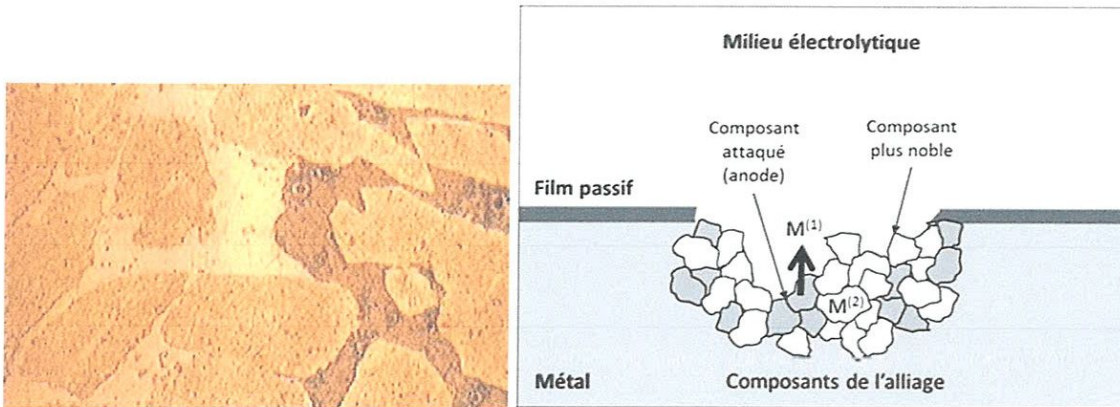 Milieu électrolytique
Composant
attaqué
(anode)
Composant
plus noble
Film passif
M(1)
M(2)
Métal
Composants de l'alliage